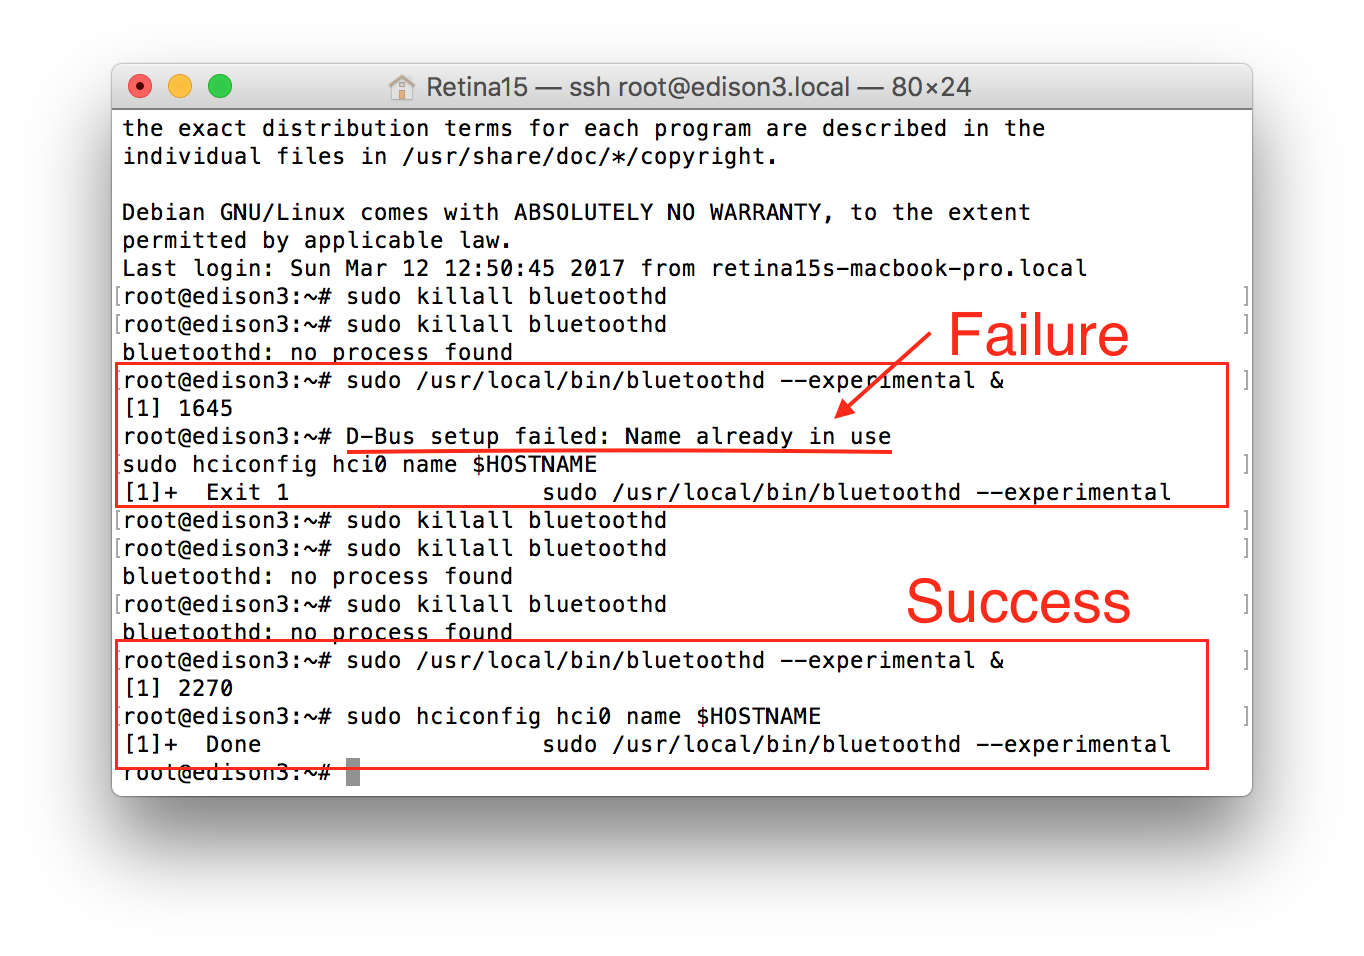 Retina15 — ssh root@edison3.local — 80×24
the exact distribution terms for each program are described in the
individual files in /usr/share/doc/*/copyright.
Debian GNU/Linux comes with ABSOLUTELY NO WARRANTY, to the extent
permitted by applicable law.
Last login: Sun Mar 12 12:50:45 2017 from retina15s-macbook-pro.local
[root@edison3:~# sudo killall bluetoothd ]
[root@edison3:~# sudo killall bluetoothd ]
Failure
bluetoothd: no process found
[root@edison3:~# sudo /usr/local/bin/bluetoothd --experimental & ]
[1] 1645
root@edison3:~# D-Bus setup failed: Name already in use
[sudo hciconfig hci0 name $HOSTNAME ]
[1]+  Exit 1                  sudo /usr/local/bin/bluetoothd --experimental
[root@edison3:~# sudo killall bluetoothd ]
[root@edison3:~# sudo killall bluetoothd ]
bluetoothd: no process found
[root@edison3:~# sudo killall bluetoothd ]
Success
bluetoothd: no process found
[root@edison3:~# sudo /usr/local/bin/bluetoothd --experimental & ]
[1] 2270
[root@edison3:~# sudo hciconfig hci0 name $HOSTNAME ]
[1]+  Done                    sudo /usr/local/bin/bluetoothd --experimental
root@edison3:~#